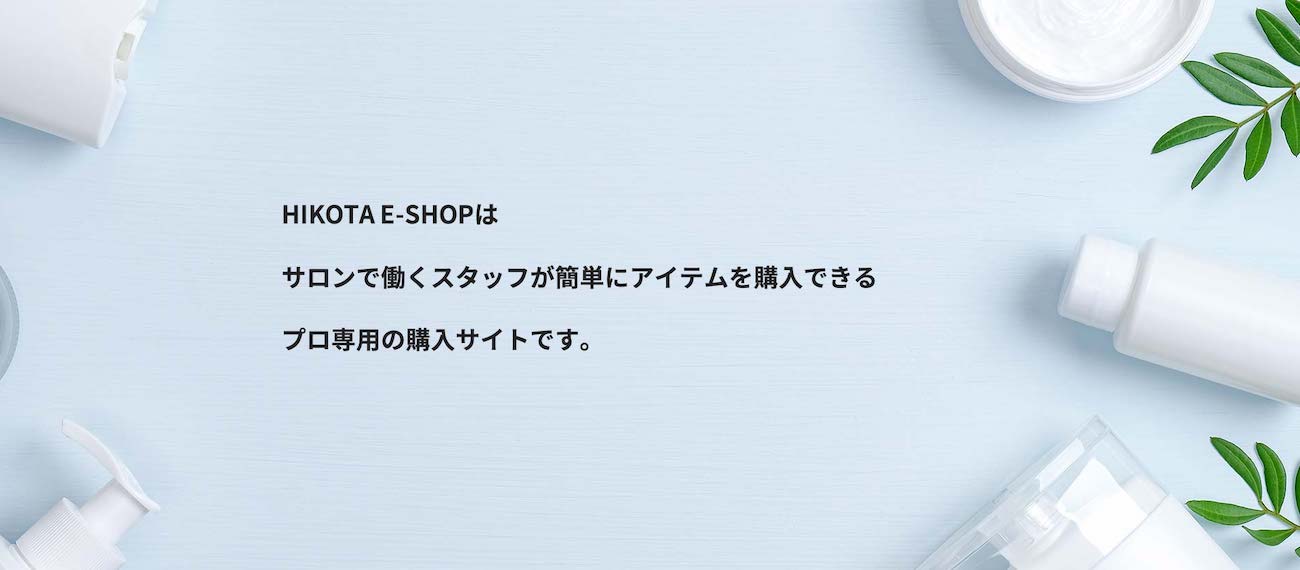 HIKOTA E-SHOPは
サロンで働くスタッフが簡単にアイテムを購入できる
プロ専用の購入サイトです。